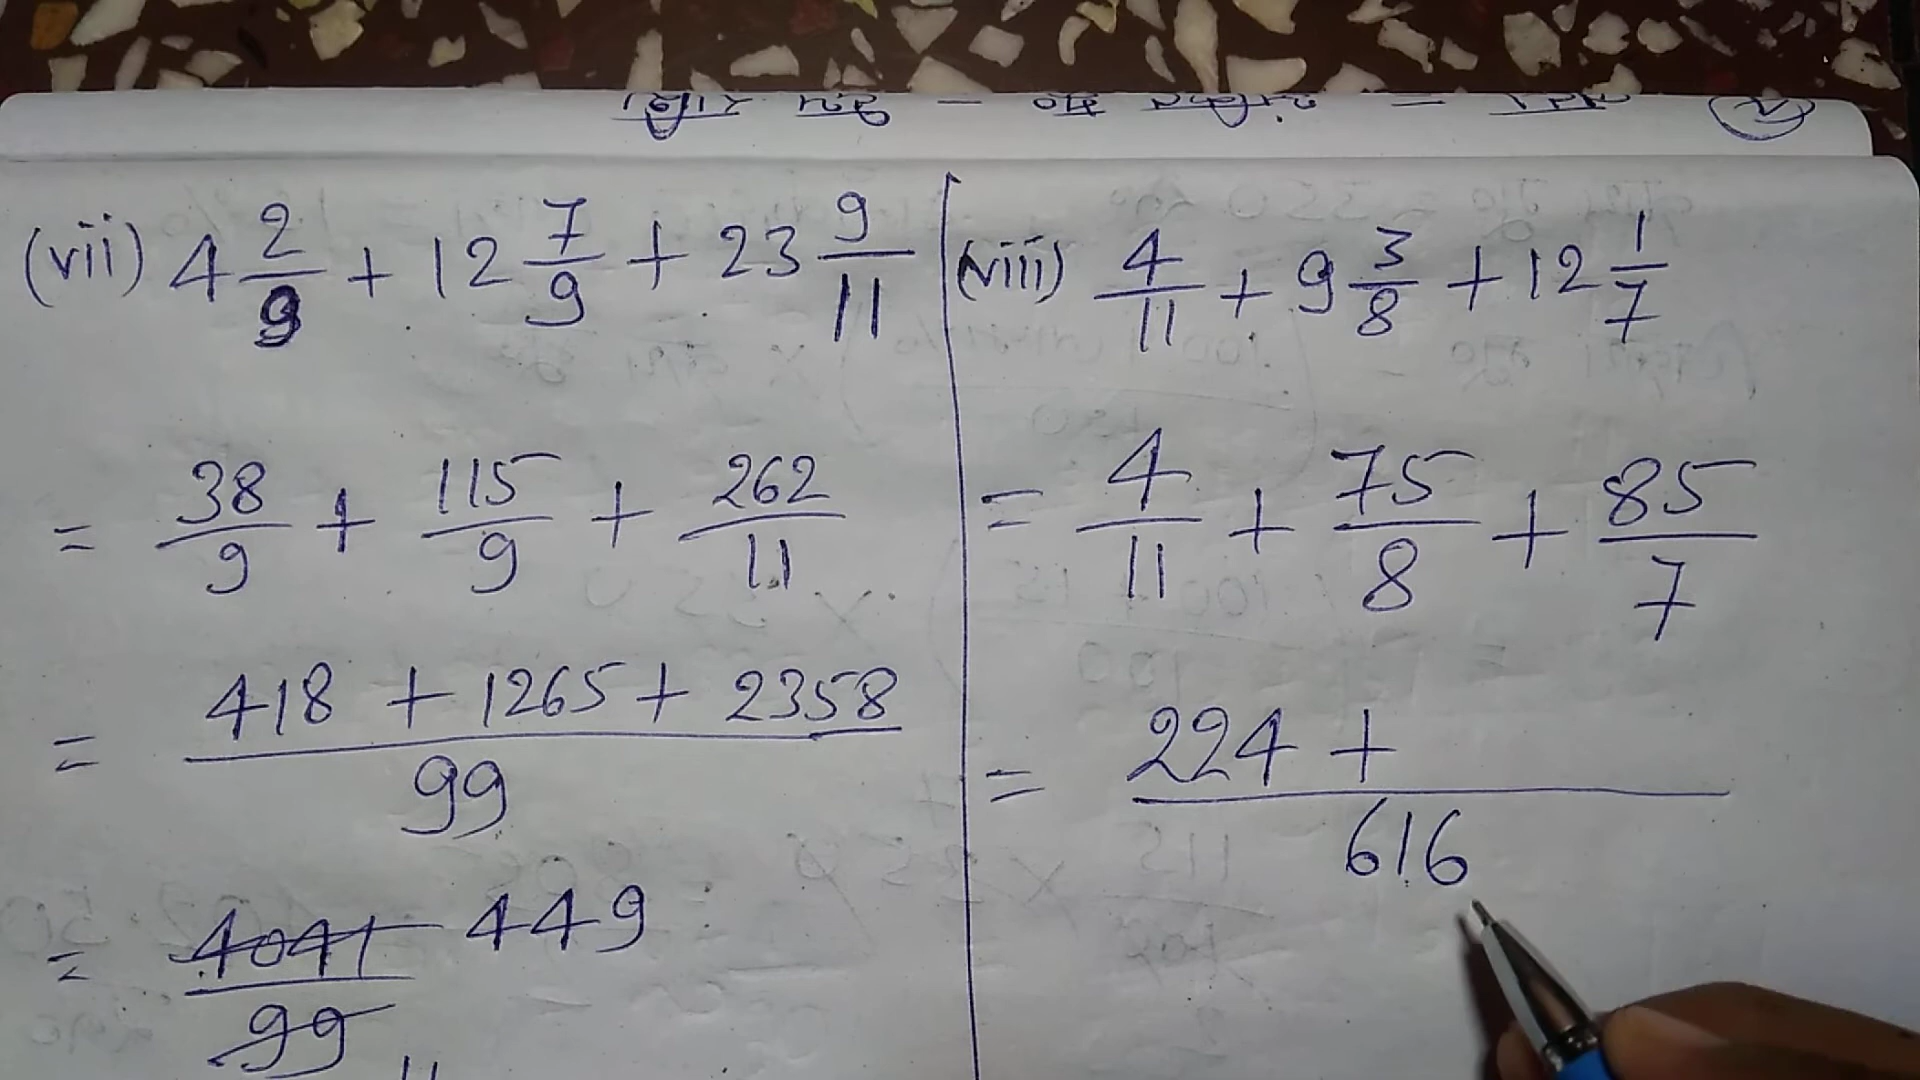 (vii) 4 2/9 + 12 7/9 + 23 9/11
= 38/9 + 115/9 + 262/11
= 418 + 1265 + 2358 / 99
= 4041/99 449
11
(viii) 4/11 + 9 3/8 + 12 1/7
= 4/11 + 75/8 + 85/7
= 224 + / 616